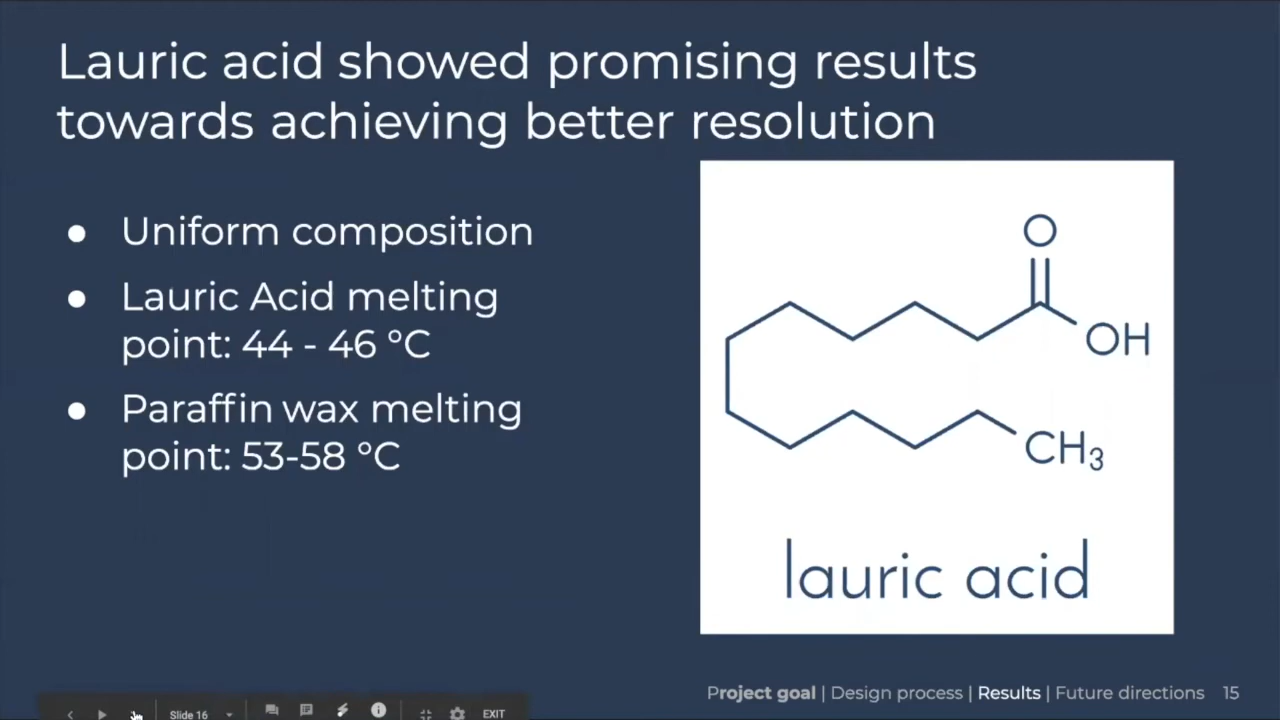 Lauric acid showed promising results
towards achieving better resolution
● Uniform composition
● Lauric Acid melting
point: 44 - 46 °C
● Paraffin wax melting
point: 53-58 °C
O
OH
CH₃
lauric acid
Project goal | Design process | Results | Future directions 15
Slide 16
EXIT